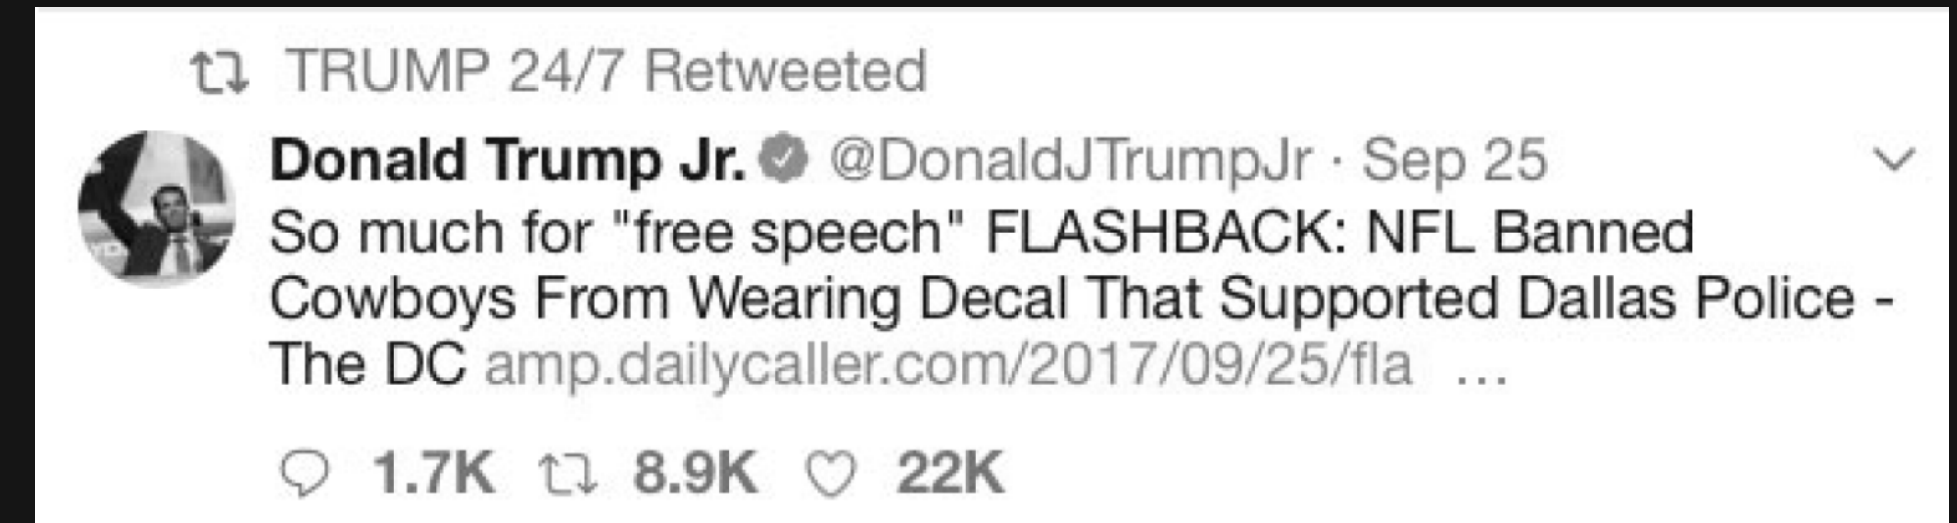 TRUMP 24/7 Retweeted
Donald Trump Jr. @DonaldJTrumpJr · Sep 25
So much for "free speech" FLASHBACK: NFL Banned
Cowboys From Wearing Decal That Supported Dallas Police -
The DC amp.dailycaller.com/2017/09/25/fla ...
1.7K 8.9K 22K